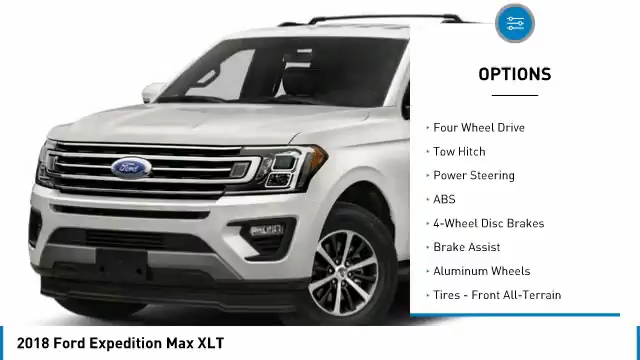 OPTIONS
Four Wheel Drive
Tow Hitch
Power Steering
ABS
4-Wheel Disc Brakes
Brake Assist
Aluminum Wheels
Tires - Front All-Terrain
Ford
2018 Ford Expedition Max XLT